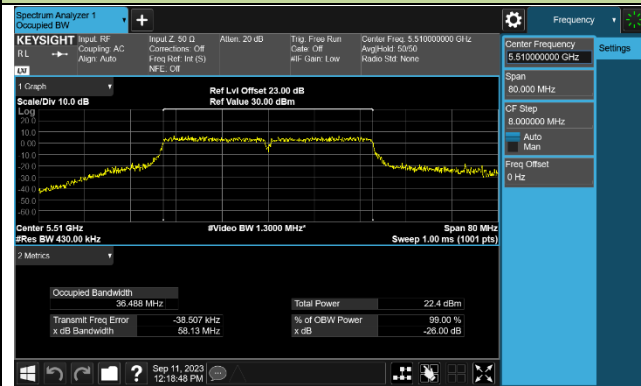 Spectrum Analyzer 1
Occupied BW
+
Frequency
KEYSIGHT
R L
LXI
Input: RF
Coupling: AC
Align: Auto
Input Z: 50 Ω
Corrections: Off
Freq Ref: Int (S)
NFE: Off
Atten: 20 dB
Trig: Free Run
Gate: Off
#IF Gain: Low
Center Freq: 5.510000000 GHz
Avg|Hold: 50/50
Radio Std: None
Center Frequency
5.510000000 GHz
Settings
Span
80.000 MHz
CF Step
8.000000 MHz
Auto
Man
Freq Offset
0 Hz
1 Graph
Scale/Div 10.0 dB
Ref Lvl Offset 23.00 dB
Ref Value 30.00 dBm
Log
20.0
10.0
0.00
-10.0
-20.0
-30.0
-40.0
-50.0
-60.0
Center 5.51 GHz
#Video BW 1.3000 MHz*
Span 80 MHz
#Res BW 430.00 kHz
Sweep 1.00 ms (1001 pts)
2 Metrics
Occupied Bandwidth
36.488 MHz
Total Power
22.4 dBm
Transmit Freq Error
-38.507 kHz
% of OBW Power
99.00 %
x dB Bandwidth
58.13 MHz
x dB
-26.00 dB
?
Sep 11, 2023
12:18:48 PM